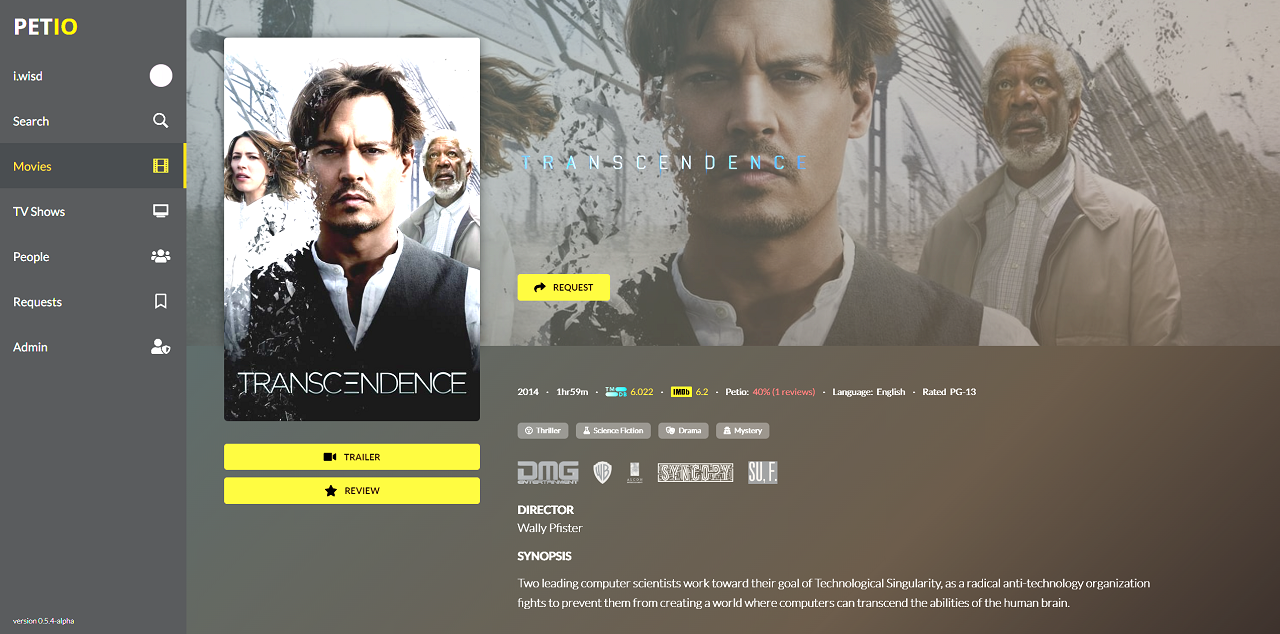 PETIO
i.wisd
Search
Movies
TV Shows
People
Requests
Admin
version 0.5.4-alpha
TRANSCENDENCE
TRAILER
REVIEW
TRANSCENDENCE
REQUEST
2014 · 1hr59m · TMDB 6.022 · IMDb 6.2 · Petio: 40% (1 reviews) · Language: English · Rated PG-13
Thriller Science Fiction Drama Mystery
DMG ENTERTAINMENT WB ALCON SYNCOPY SU.F.
DIRECTOR
Wally Pfister
SYNOPSIS
Two leading computer scientists work toward their goal of Technological Singularity, as a radical anti-technology organization
fights to prevent them from creating a world where computers can transcend the abilities of the human brain.